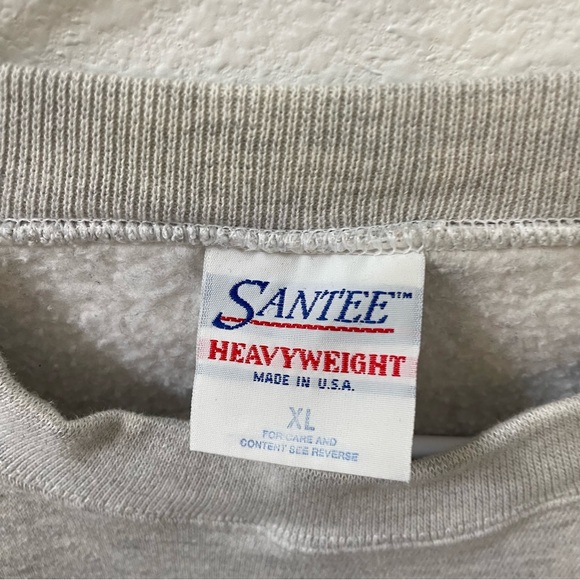 SANTEE™
HEAVYWEIGHT
MADE IN U.S.A.
XL
FOR CARE AND
CONTENT SEE REVERSE